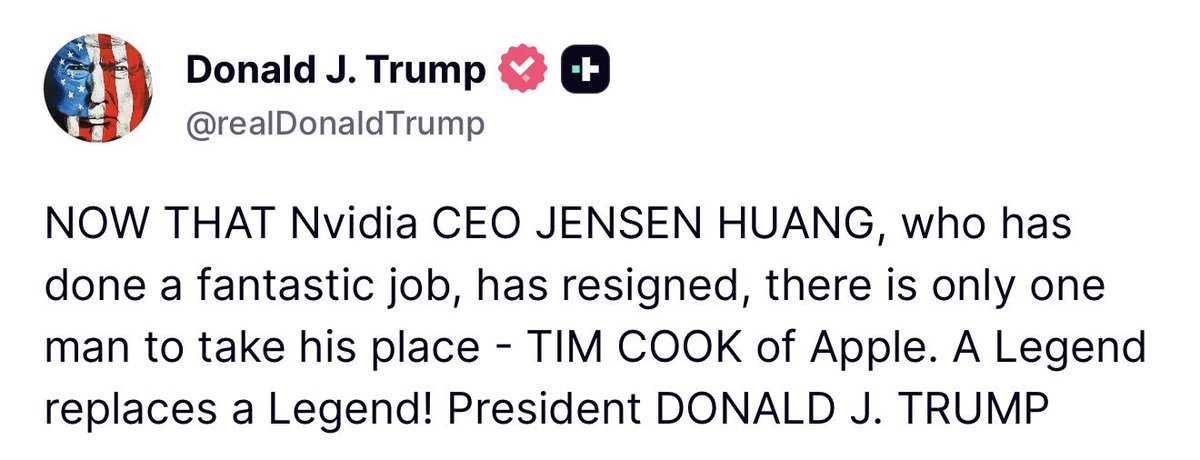 Donald J. Trump
@realDonaldTrump
NOW THAT Nvidia CEO JENSEN HUANG, who has
done a fantastic job, has resigned, there is only one
man to take his place - TIM COOK of Apple. A Legend
replaces a Legend! President DONALD J. TRUMP